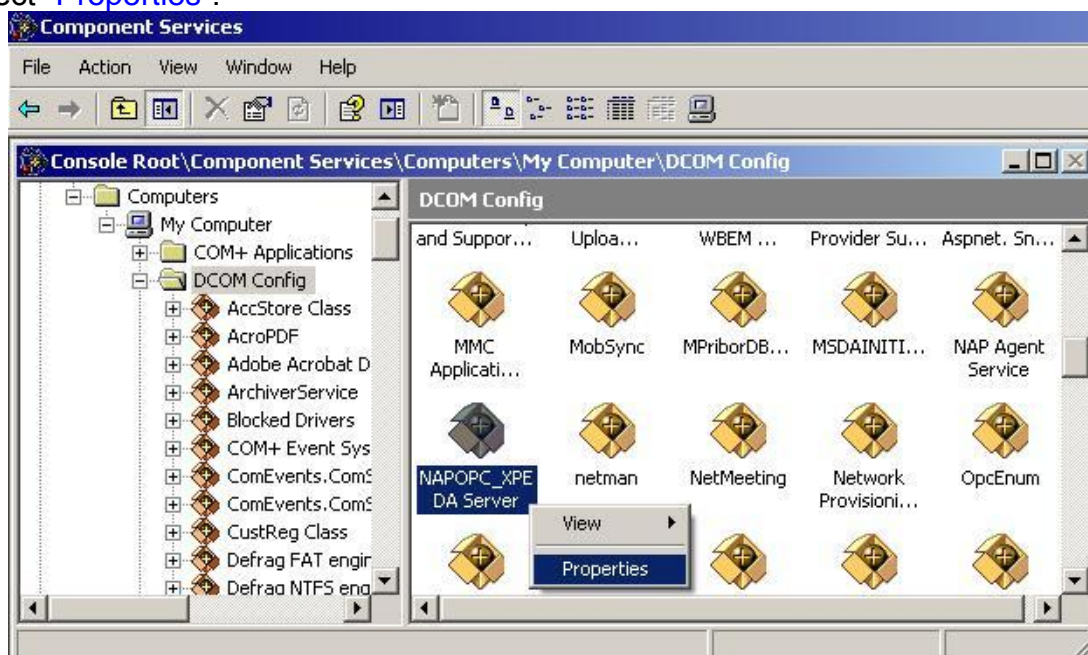 ect "Properties".
Component Services
File Action View Window Help
Console Root\Component Services\Computers\My Computer\DCOM Config
Computers
My Computer
COM+ Applications
DCOM Config
AccStore Class
AcroPDF
Adobe Acrobat D
ArchiverService
Blocked Drivers
COM+ Event Sys
ComEvents.ComS
ComEvents.ComS
CustReg Class
Defrag FAT engin
Defrag NTFS eng
DCOM Config
and Suppor... Uploa... WBEM ... Provider Su... Aspnet. Sn...
MMC MobSync MPriborDB... MSDAINITI... NAP Agent
Applicati... Service
NAPOPC_XPE netman NetMeeting Network OpcEnum
DA Server Provisioni...
View
Properties